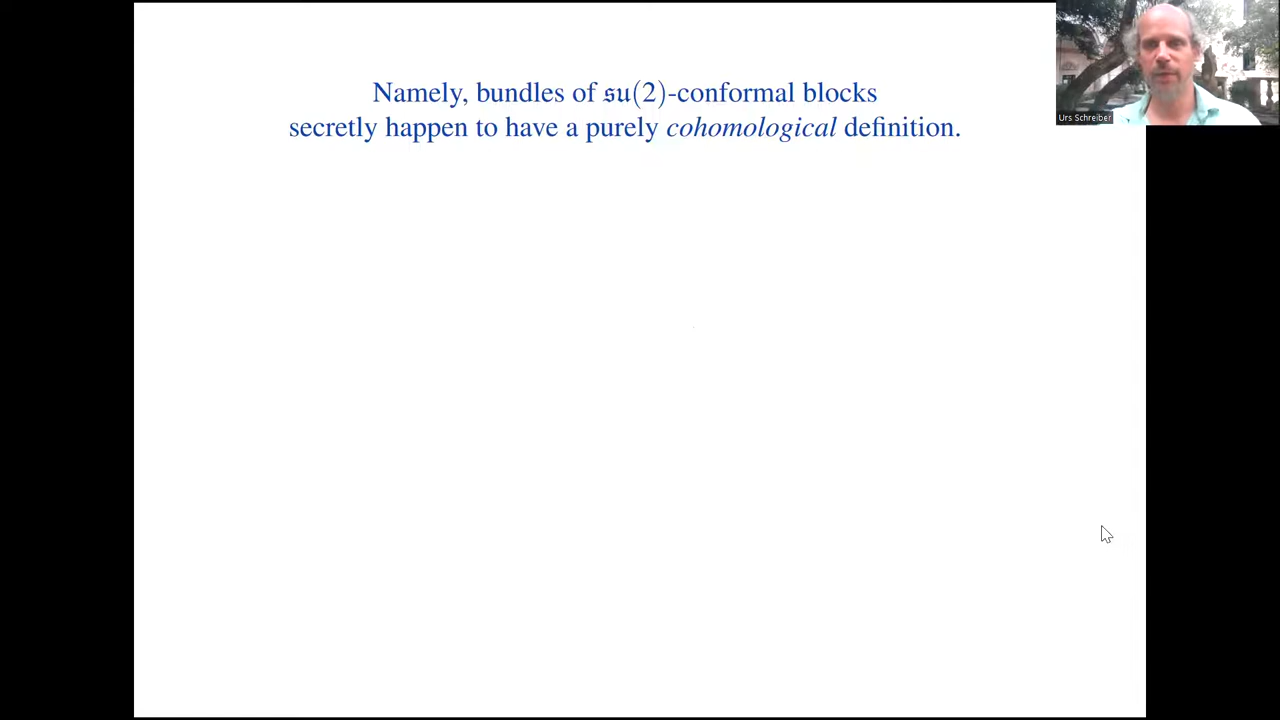 Namely, bundles of 𝔰𝔲(2)-conformal blocks
secretly happen to have a purely cohomological definition.
Urs Schreiber